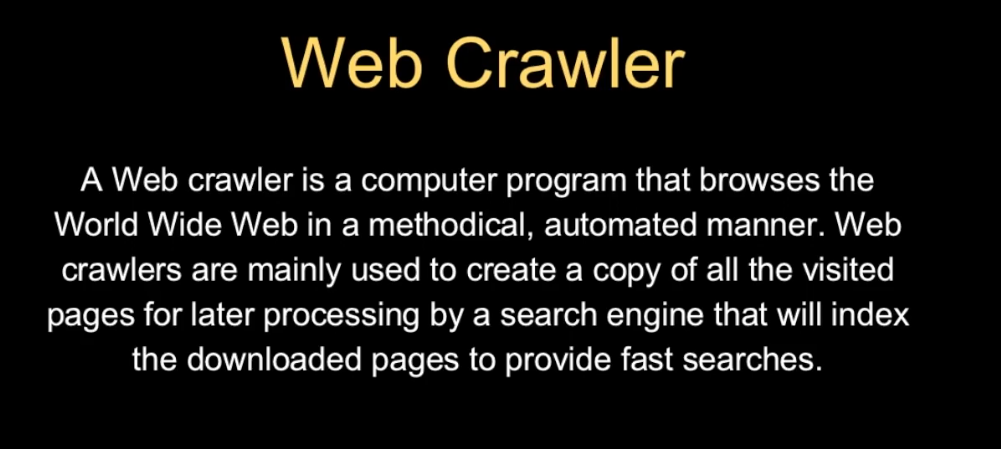 Web Crawler
A Web crawler is a computer program that browses the
World Wide Web in a methodical, automated manner. Web
crawlers are mainly used to create a copy of all the visited
pages for later processing by a search engine that will index
the downloaded pages to provide fast searches.